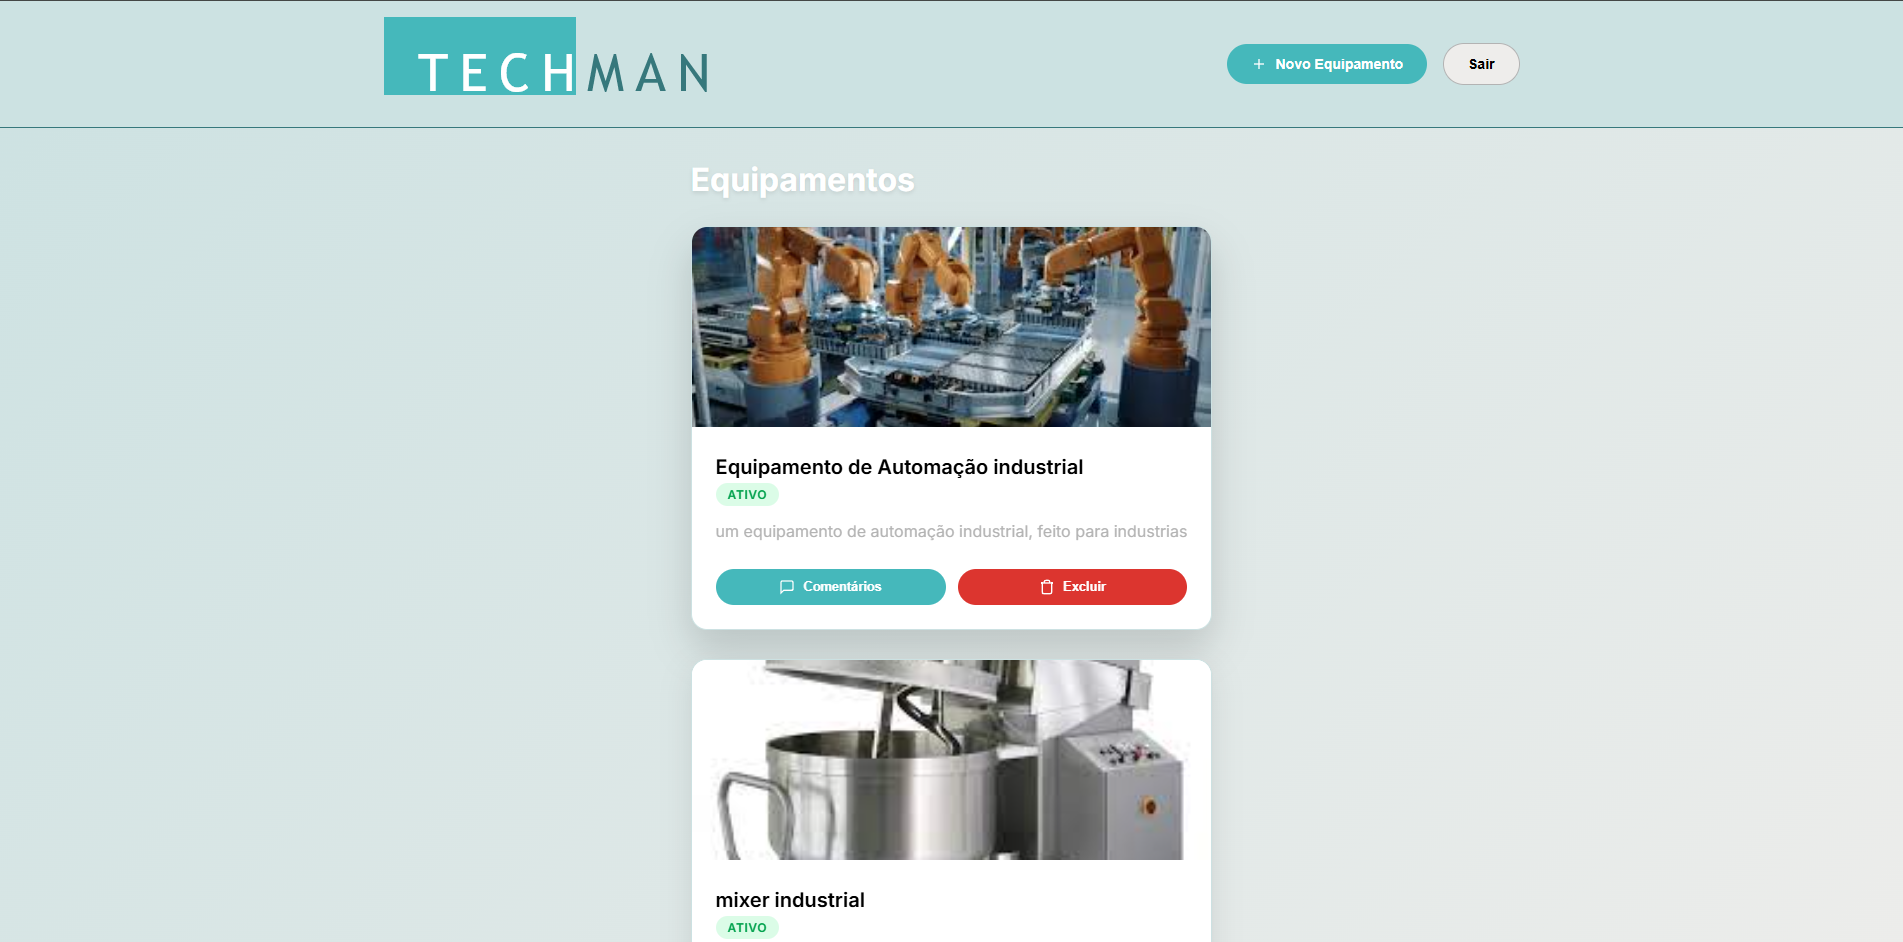 TECHMAN
Novo Equipamento
Sair
Equipamentos
Equipamento de Automação industrial
ATIVO
um equipamento de automação industrial, feito para industrias
Comentários
Excluir
mixer industrial
ATIVO